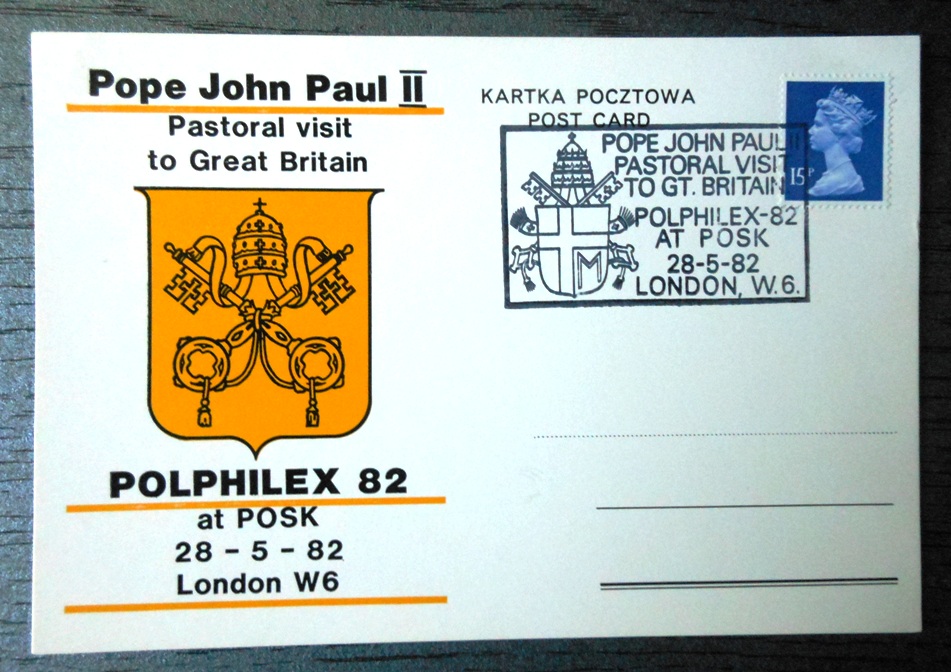 Pope John Paul II
Pastoral visit
to Great Britain
POLPHILEX 82
at POSK
28 - 5 - 82
London W6
KARTKA POCZTOWA
POST CARD
POPE JOHN PAUL II
PASTORAL VISIT
TO GT. BRITAIN
POLPHILEX-82
AT POSK
28-5-82
LONDON, W.6.
M
15P